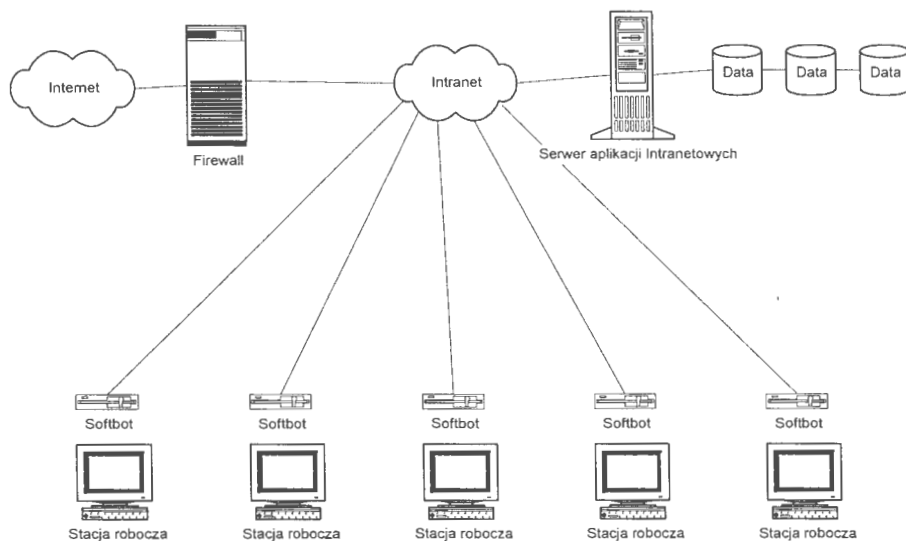 Internet
Firewall
Intranet
Serwer aplikacji Intranetowych
Data
Data
Data
Softbot
Softbot
Softbot
Softbot
Softbot
Stacja robocza
Stacja robocza
Stacja robocza
Stacja robocza
Stacja robocza